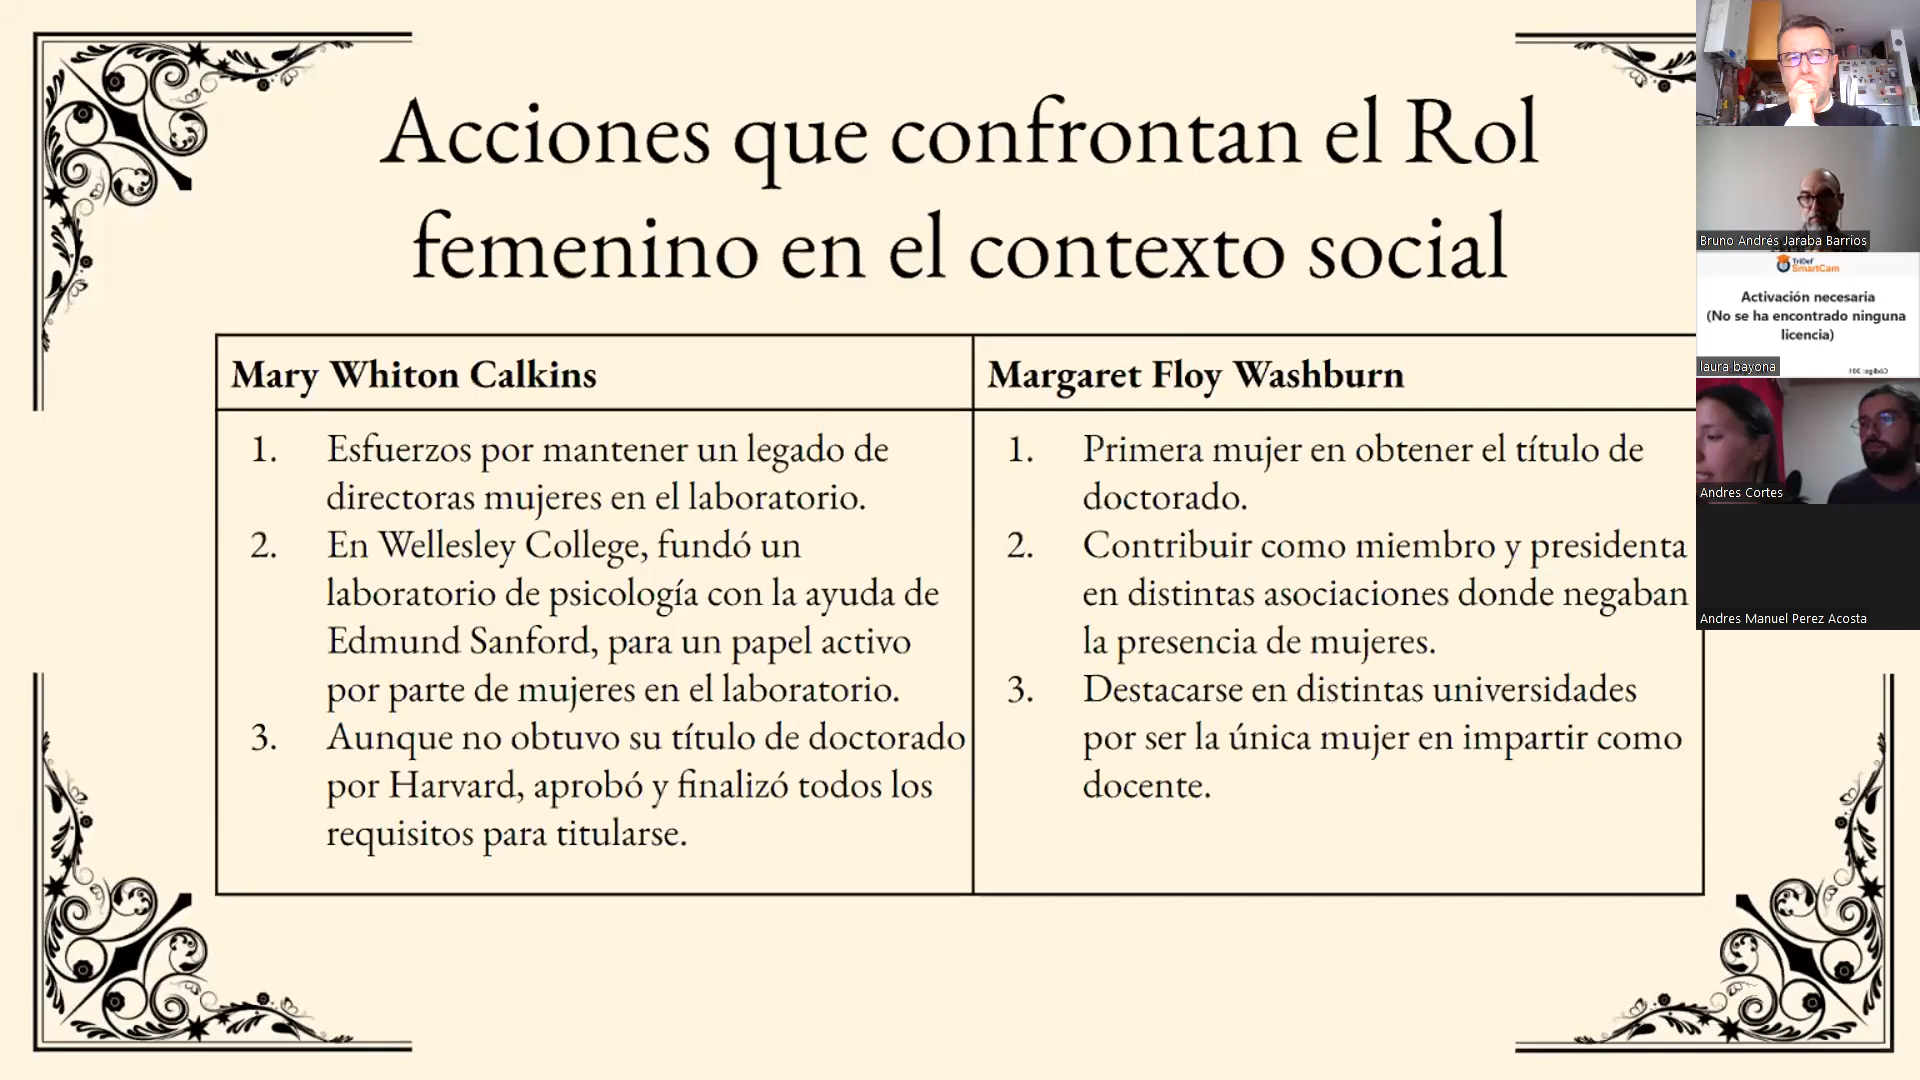 Acciones que confrontan el Rol
femenino en el contexto social
Mary Whiton Calkins
1. Esfuerzos por mantener un legado de
directoras mujeres en el laboratorio.
2. En Wellesley College, fundó un
laboratorio de psicología con la ayuda de
Edmund Sanford, para un papel activo
por parte de mujeres en el laboratorio.
3. Aunque no obtuvo su título de doctorado
por Harvard, aprobó y finalizó todos los
requisitos para titularse.
Margaret Floy Washburn
1. Primera mujer en obtener el título de
doctorado.
2. Contribuir como miembro y presidenta
en distintas asociaciones donde negaban
la presencia de mujeres.
3. Destacarse en distintas universidades
por ser la única mujer en impartir como
docente.
Bruno Andrés Jaraba Barrios
TriDef
SmartCam
Activación necesaria
(No se ha encontrado ninguna
licencia)
laura bayona
Andres Cortes
Andres Manuel Perez Acosta